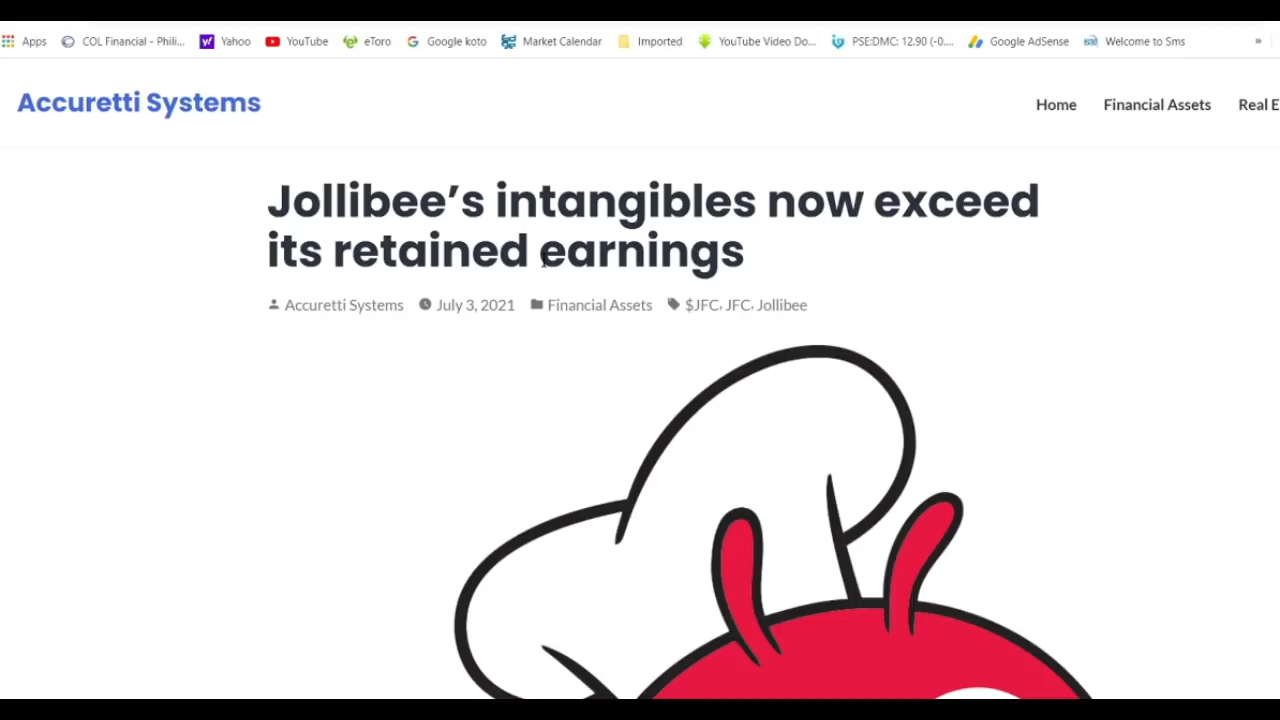 Apps COL Financial - Phili... Yahoo YouTube eToro Google koto Market Calendar Imported YouTube Video Do... PSE:DMC: 12.90 (-0.... Google AdSense Welcome to Sms »
Accuretti Systems
Home Financial Assets Real E
Jollibee’s intangibles now exceed
its retained earnings
Accuretti Systems July 3, 2021 Financial Assets $JFC, JFC, Jollibee